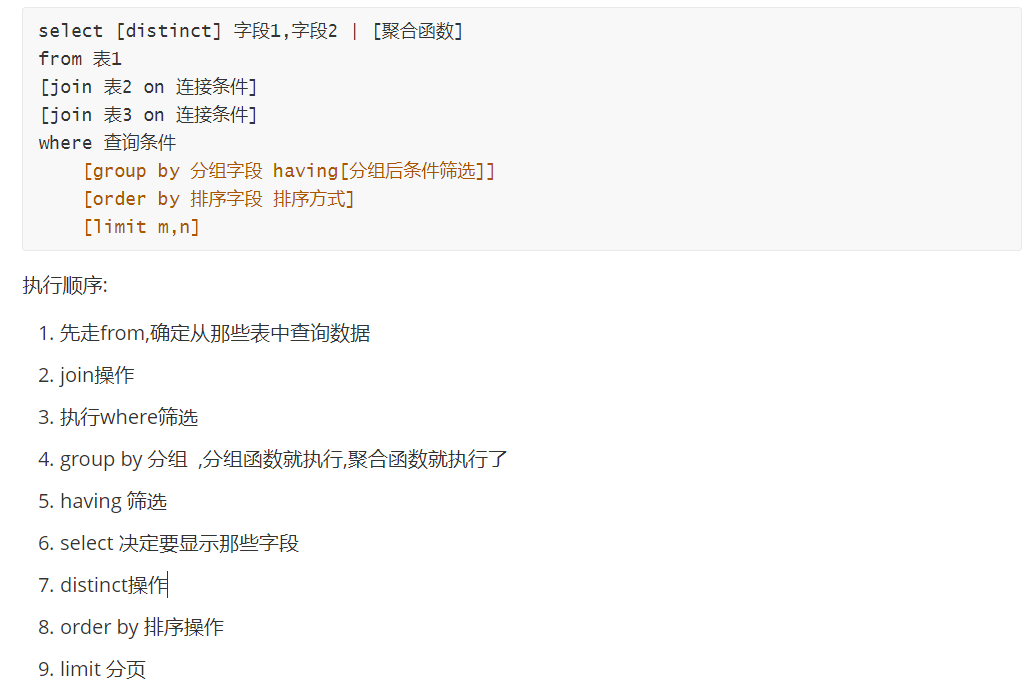 select [distinct] 字段1,字段2 | [聚合函数]
from 表1
[join 表2 on 连接条件]
[join 表3 on 连接条件]
where 查询条件
[group by 分组字段 having[分组后条件筛选]]
[order by 排序字段 排序方式]
[limit m,n]
执行顺序:
1. 先走from,确定从那些表中查询数据
2. join操作
3. 执行where筛选
4. group by 分组 ,分组函数就执行,聚合函数就执行了
5. having 筛选
6. select 决定要显示那些字段
7. distinct操作
8. order by 排序操作
9. limit 分页